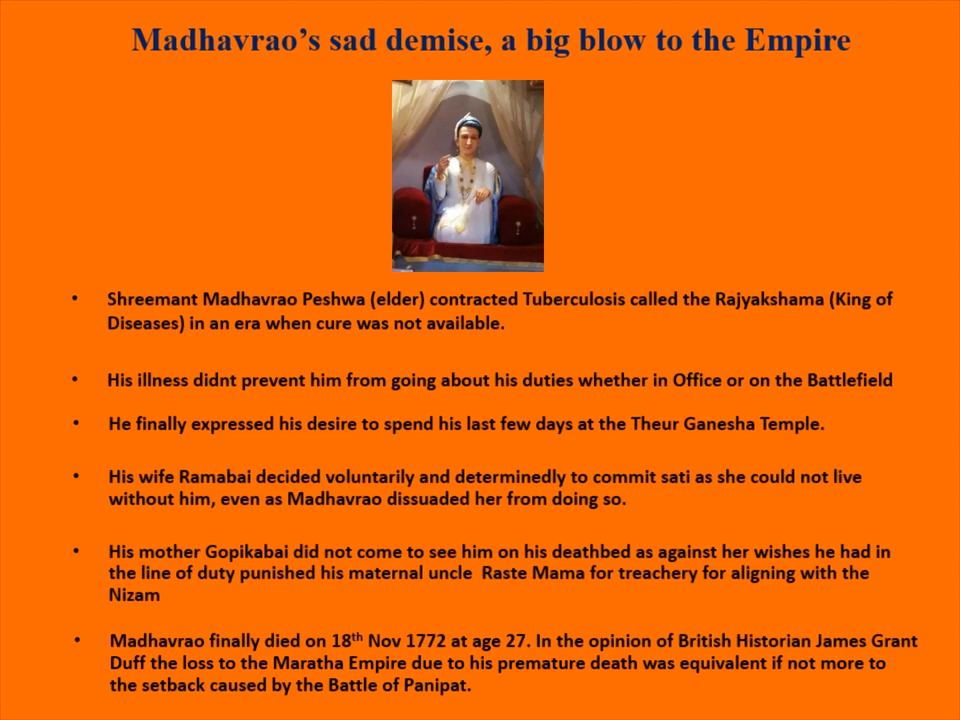 Madhavrao’s sad demise, a big blow to the Empire
• Shreemant Madhavrao Peshwa (elder) contracted Tuberculosis called the Rajyakshama (King of
Diseases) in an era when cure was not available.
• His illness didnt prevent him from going about his duties whether in Office or on the Battlefield
• He finally expressed his desire to spend his last few days at the Theur Ganesha Temple.
• His wife Ramabai decided voluntarily and determinedly to commit sati as she could not live
without him, even as Madhavrao dissuaded her from doing so.
• His mother Gopikabai did not come to see him on his deathbed as against her wishes he had in
the line of duty punished his maternal uncle  Raste Mama for treachery for aligning with the
Nizam
• Madhavrao finally died on 18th Nov 1772 at age 27. In the opinion of British Historian James Grant
Duff the loss to the Maratha Empire due to his premature death was equivalent if not more to
the setback caused by the Battle of Panipat.